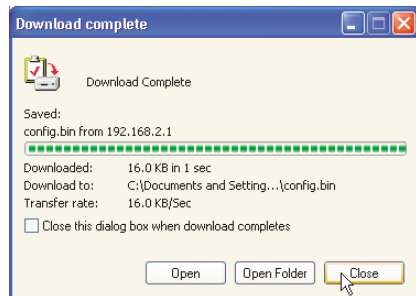 Download complete
Download Complete
Saved:
config.bin from 192.168.2.1
Downloaded: 16.0 KB in 1 sec
Download to: C:\Documents and Setting...\config.bin
Transfer rate: 16.0 KB/Sec
Close this dialog box when download completes
Open Open Folder Close